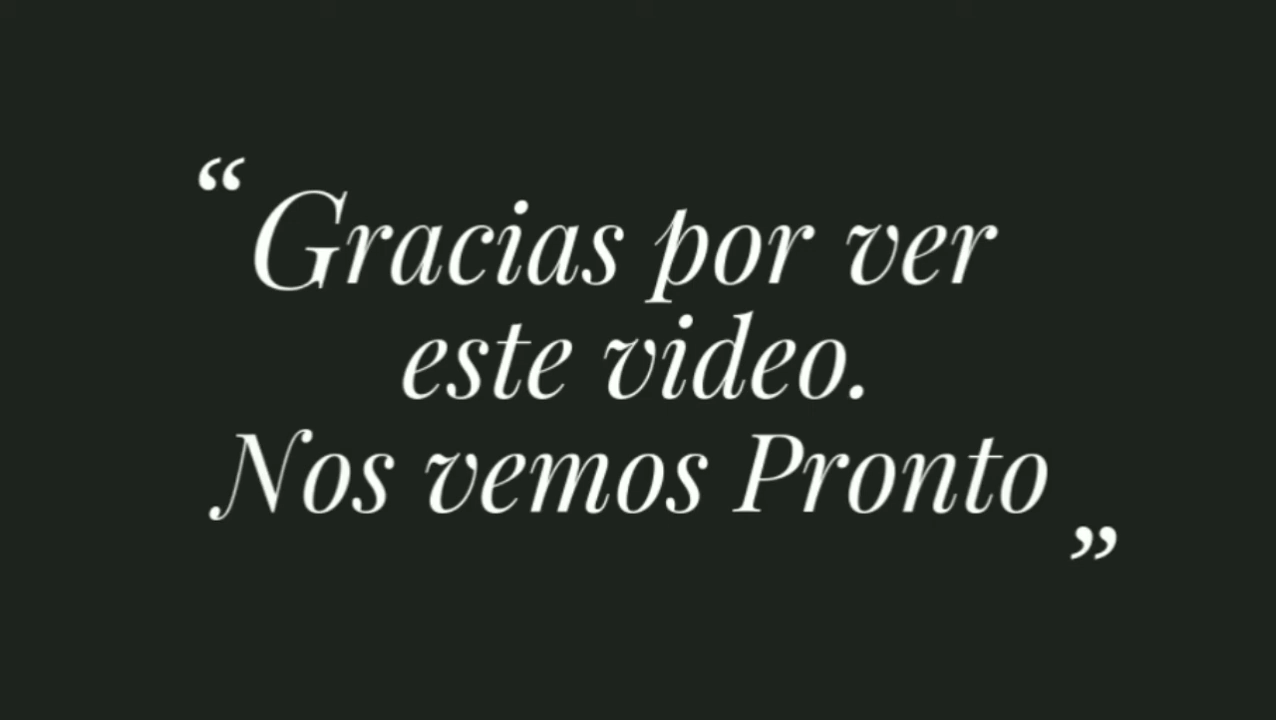 “Gracias por ver
este video.
Nos vemos Pronto”